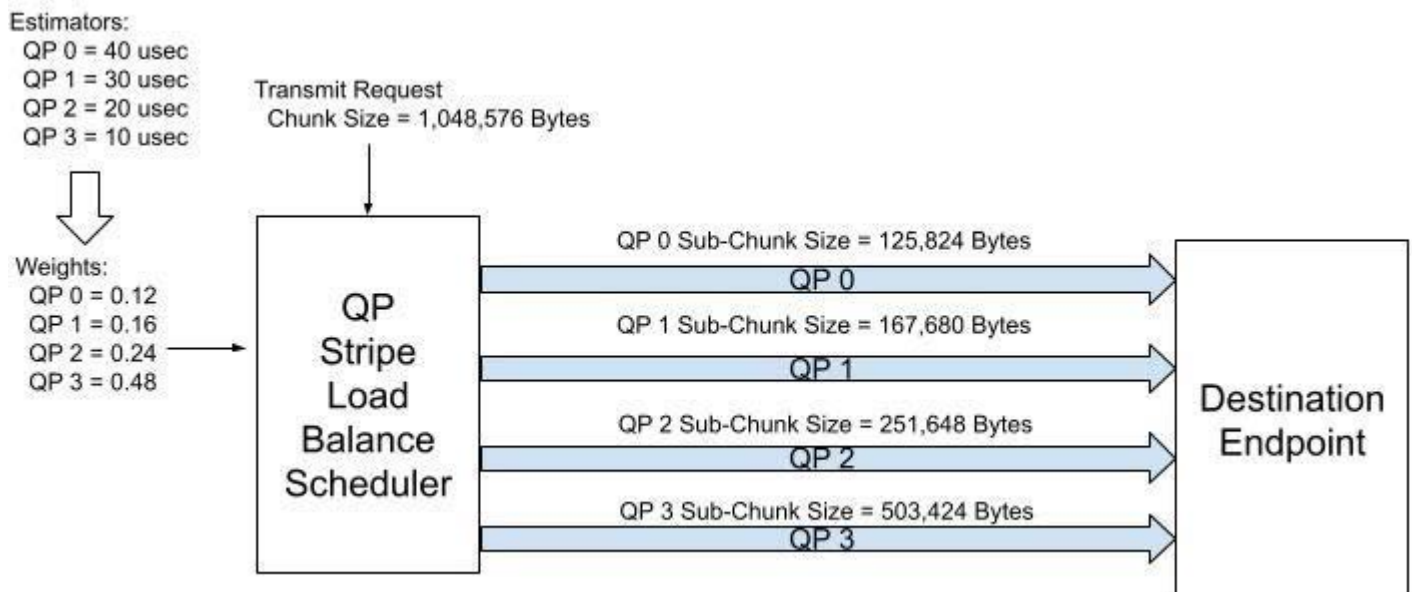 Estimators:
QP 0 = 40 usec
QP 1 = 30 usec
QP 2 = 20 usec
QP 3 = 10 usec
Transmit Request
Chunk Size = 1,048,576 Bytes
Weights:
QP 0 = 0.12
QP 1 = 0.16
QP 2 = 0.24
QP 3 = 0.48
QP
Stripe
Load
Balance
Scheduler
QP 0 Sub-Chunk Size = 125,824 Bytes
QP 0
QP 1 Sub-Chunk Size = 167,680 Bytes
QP 1
QP 2 Sub-Chunk Size = 251,648 Bytes
QP 2
QP 3 Sub-Chunk Size = 503,424 Bytes
QP 3
Destination
Endpoint